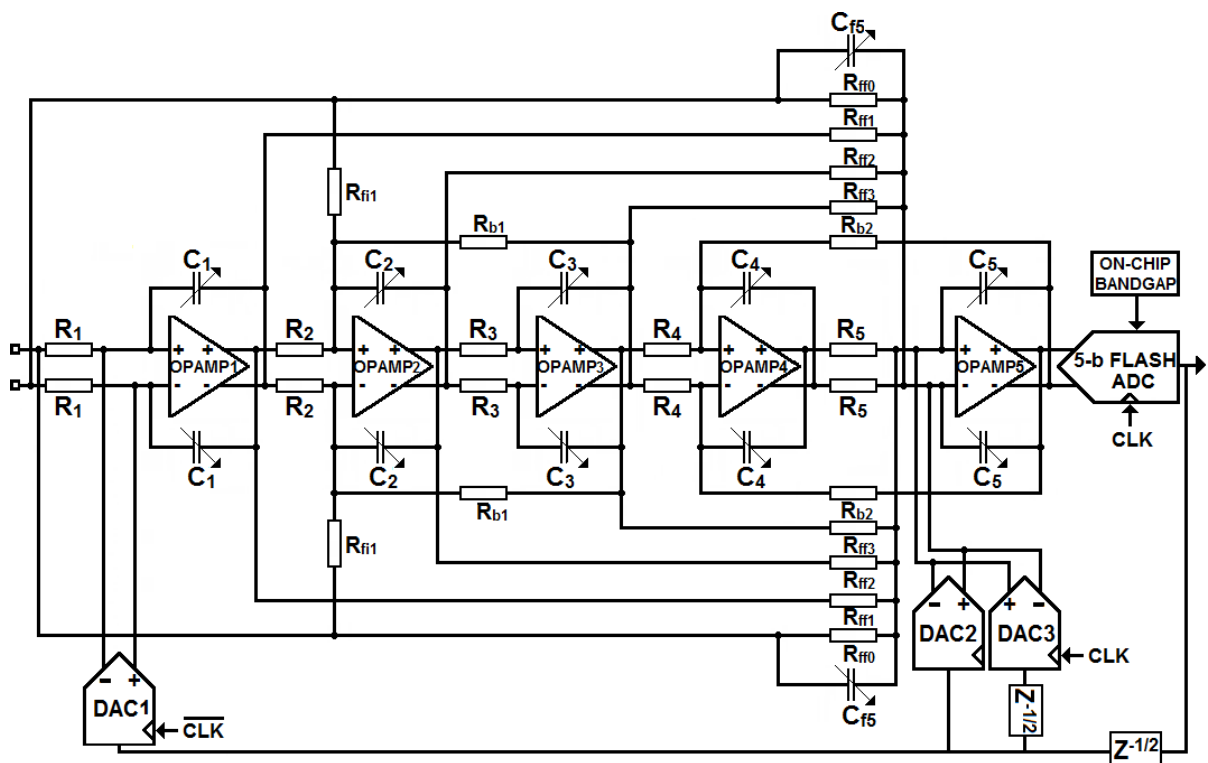 Cf5
Rff0
Rff1
Rff2
Rfi1
Rff3
Rb1
Rb2
C1
C2
C3
C4
C5
ON-CHIP
BANDGAP
R1
R2
R3
R4
R5
+ + OPAMP1 - -
+ + OPAMP2 - -
+ + OPAMP3 - -
+ + OPAMP4 - -
+ + OPAMP5 - -
5-b FLASH
ADC
R1
R2
R3
R4
R5
CLK
C1
C2
C3
C4
C5
Rb1
Rb2
Rfi1
Rff3
Rff2
Rff1
Rff0
Cf5
- +
DAC2
+ -
DAC3
CLK
- +
DAC1
CLK
Z-1/2
Z-1/2